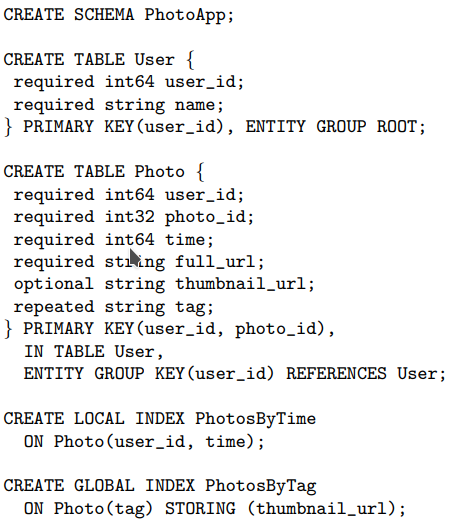 CREATE SCHEMA PhotoApp;
CREATE TABLE User {
required int64 user_id;
required string name;
} PRIMARY KEY(user_id), ENTITY GROUP ROOT;
CREATE TABLE Photo {
required int64 user_id;
required int32 photo_id;
required int64 time;
required string full_url;
optional string thumbnail_url;
repeated string tag;
} PRIMARY KEY(user_id, photo_id),
IN TABLE User,
ENTITY GROUP KEY(user_id) REFERENCES User;
CREATE LOCAL INDEX PhotosByTime
ON Photo(user_id, time);
CREATE GLOBAL INDEX PhotosByTag
ON Photo(tag) STORING (thumbnail_url);